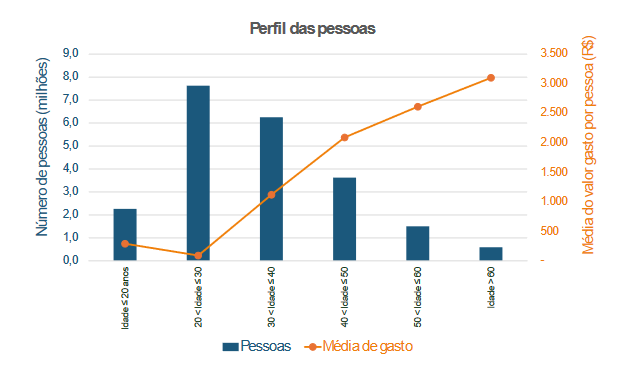 Perfil das pessoas
Número de pessoas (milhões)
9,0
8,0
7,0
6,0
5,0
4,0
3,0
2,0
1,0
0,0
3.500
3.000
2.500
2.000
1.500
1.000
500
-
Média do valor gasto por pessoa (R$)
Idade ≤ 20 anos
20 < Idade ≤ 30
30 < Idade ≤ 40
40 < Idade ≤ 50
50 < Idade ≤ 60
Idade > 60
Pessoas
Média de gasto